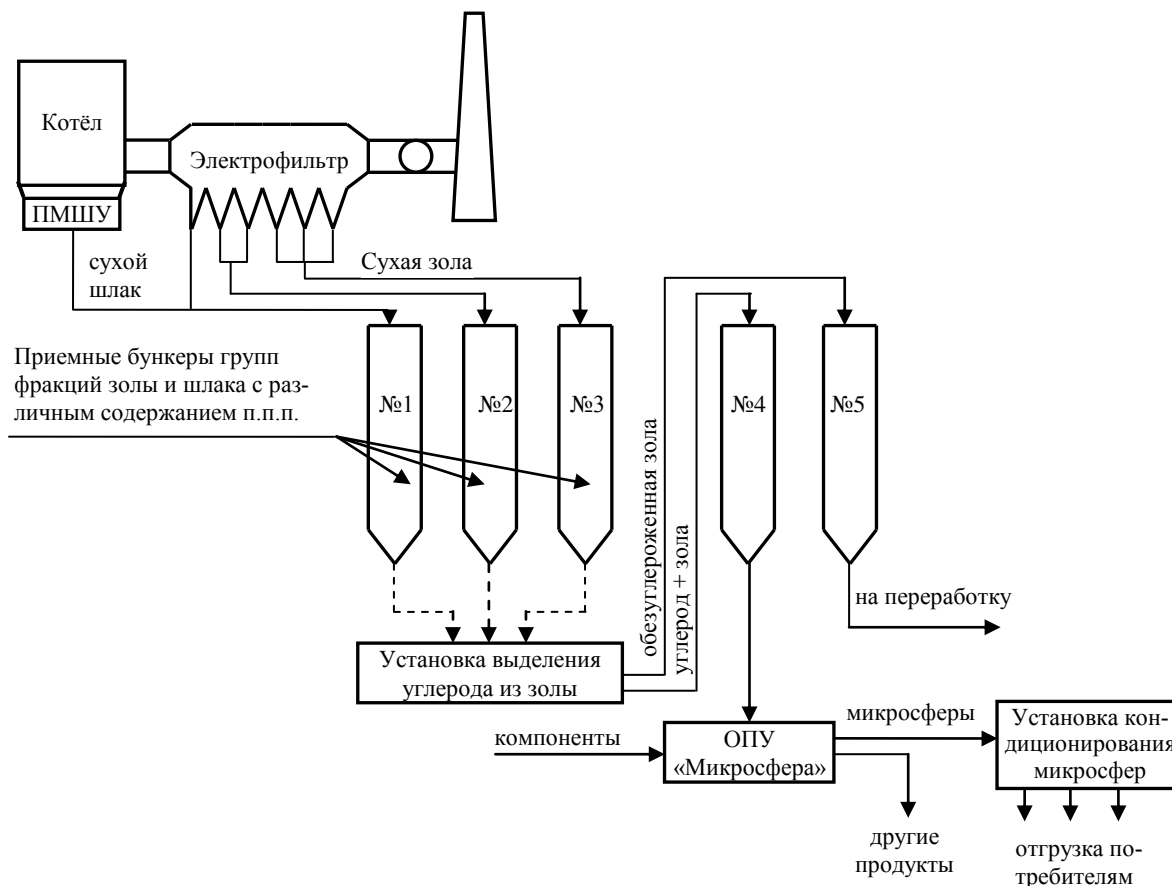 Котёл
Электрофильтр
ПМШУ
сухой
шлак
Сухая зола
Приемные бункеры групп
фракций золы и шлака с раз-
личным содержанием п.п.п.
№1
№2
№3
№4
№5
обезуглероженная зола
углерод + зола
на переработку
Установка выделения
углерода из золы
компоненты
ОПУ
«Микросфера»
микросферы
Установка кон-
диционирования
микросфер
другие
продукты
отгрузка по-
требителям